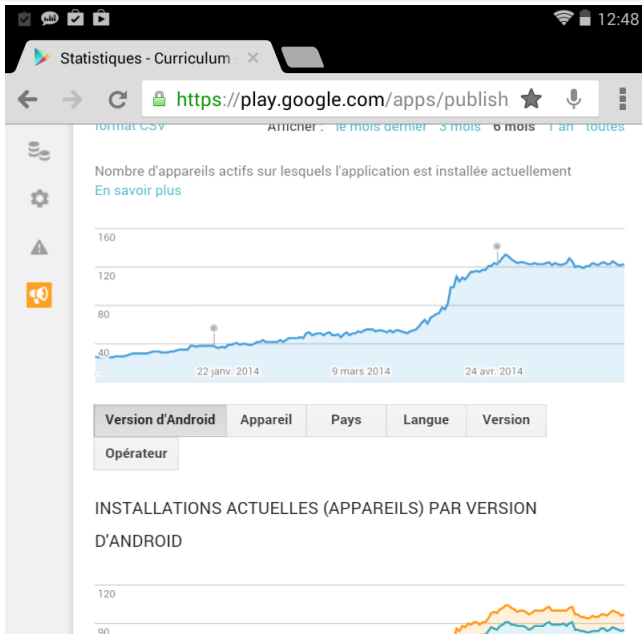 12:48
Statistiques - Curriculum
https://play.google.com/apps/publish
format CSV Afficher : le mois dernier 3 mois 6 mois 1 an toutes
Nombre d'appareils actifs sur lesquels l'application est installée actuellement
En savoir plus
160
120
80
40
22 janv. 2014 9 mars 2014 24 avr. 2014
Version d'Android Appareil Pays Langue Version
Opérateur
INSTALLATIONS ACTUELLES (APPAREILS) PAR VERSION
D'ANDROID
120
90